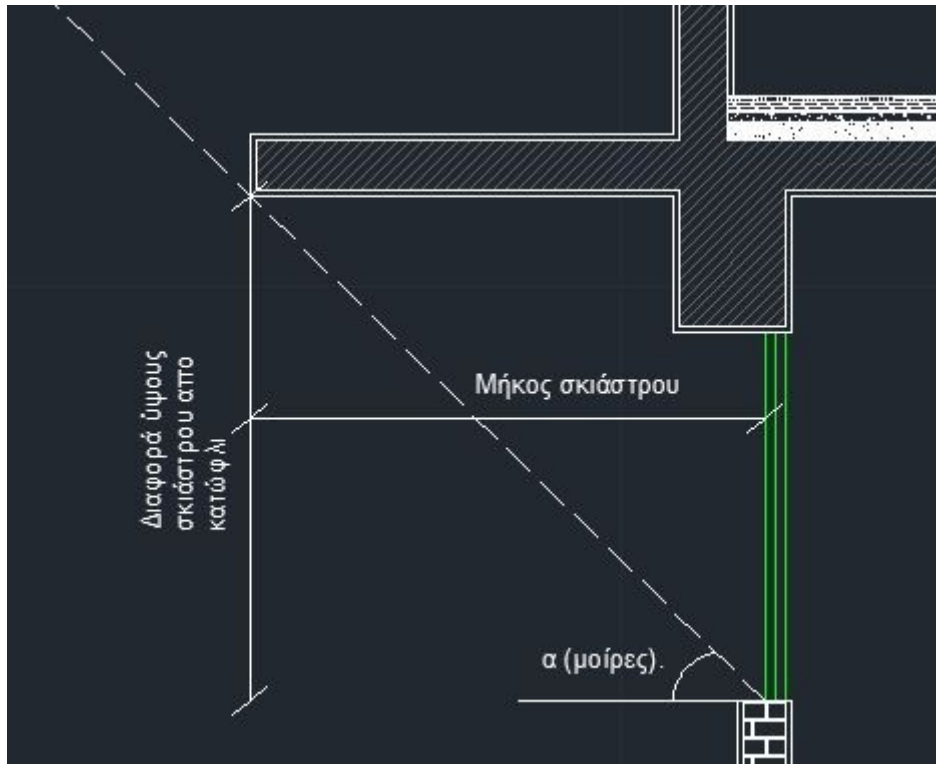 Μήκος σκιάστρου
Διαφορά ύψους
σκιάστρου απο
κατώφλι
α (μοίρες).